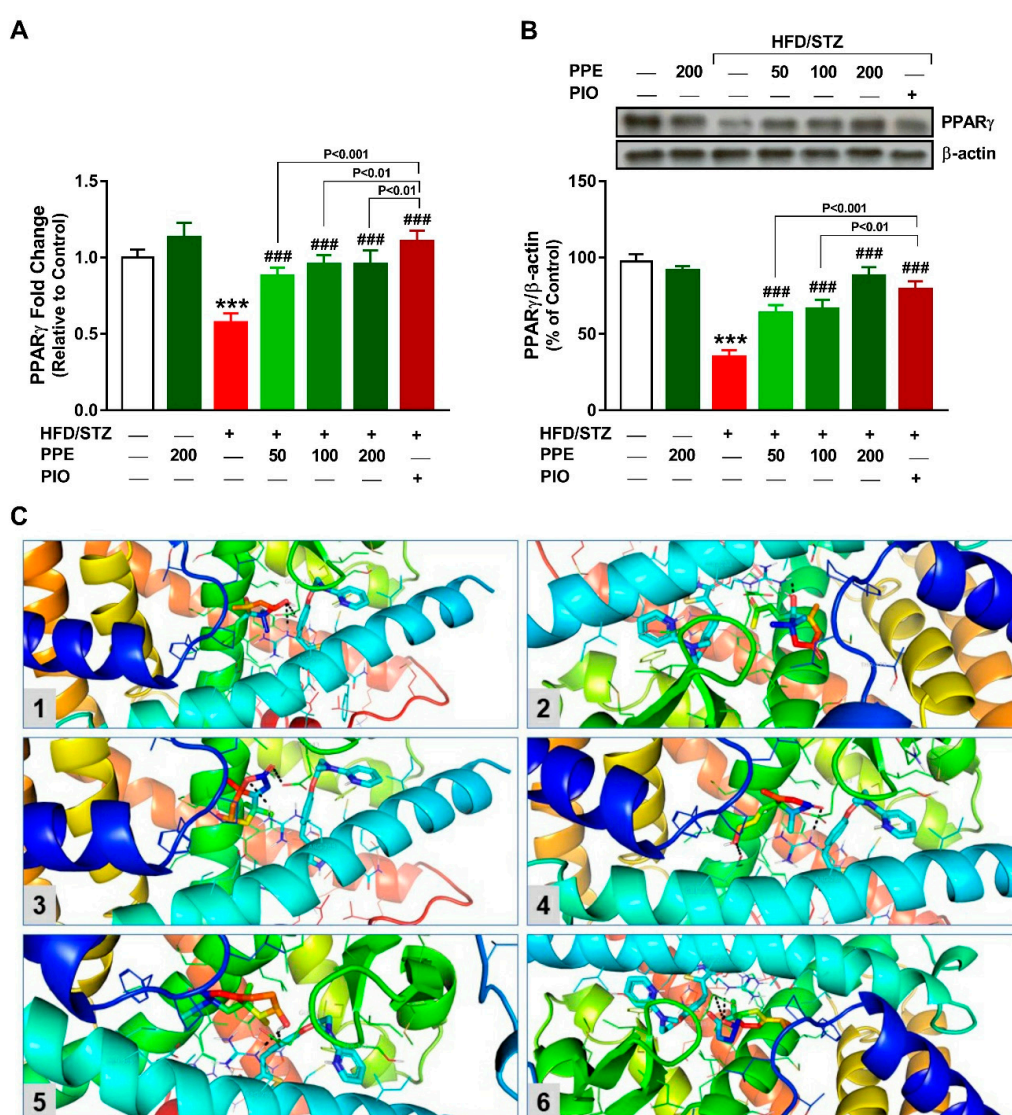 A
P<0.001
P<0.01
P<0.01
1.5
1.0
0.5
0.0
PPARγ Fold Change
(Relative to Control)
***
###
###
###
###
HFD/STZ — — + + + + +
PPE — 200 — 50 100 200 —
PIO — — — — — — +
B
HFD/STZ
PPE — 200 — 50 100 200 —
PIO — — — — — — +
PPARγ
β-actin
P<0.001
P<0.01
150
100
50
0
PPARγ/β-actin
(% of Control)
***
###
###
###
###
HFD/STZ — — + + + + +
PPE — 200 — 50 100 200 —
PIO — — — — — — +
C
1
2
3
4
5
6